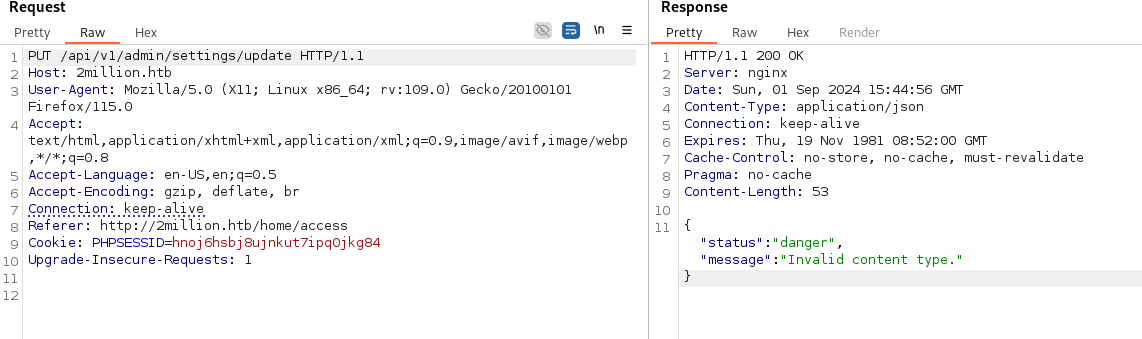 Request
Pretty Raw Hex \n
1 PUT /api/v1/admin/settings/update HTTP/1.1
2 Host: 2million.htb
3 User-Agent: Mozilla/5.0 (X11; Linux x86_64; rv:109.0) Gecko/20100101
Firefox/115.0
4 Accept:
text/html,application/xhtml+xml,application/xml;q=0.9,image/avif,image/webp
,*/*;q=0.8
5 Accept-Language: en-US,en;q=0.5
6 Accept-Encoding: gzip, deflate, br
7 Connection: keep-alive
8 Referer: http://2million.htb/home/access
9 Cookie: PHPSESSID=hnoj6hsbj8ujnkut7ipq0jkg84
10 Upgrade-Insecure-Requests: 1
11
12
Response
Pretty Raw Hex Render
1 HTTP/1.1 200 OK
2 Server: nginx
3 Date: Sun, 01 Sep 2024 15:44:56 GMT
4 Content-Type: application/json
5 Connection: keep-alive
6 Expires: Thu, 19 Nov 1981 08:52:00 GMT
7 Cache-Control: no-store, no-cache, must-revalidate
8 Pragma: no-cache
9 Content-Length: 53
10
11 {
"status":"danger",
"message":"Invalid content type."
}